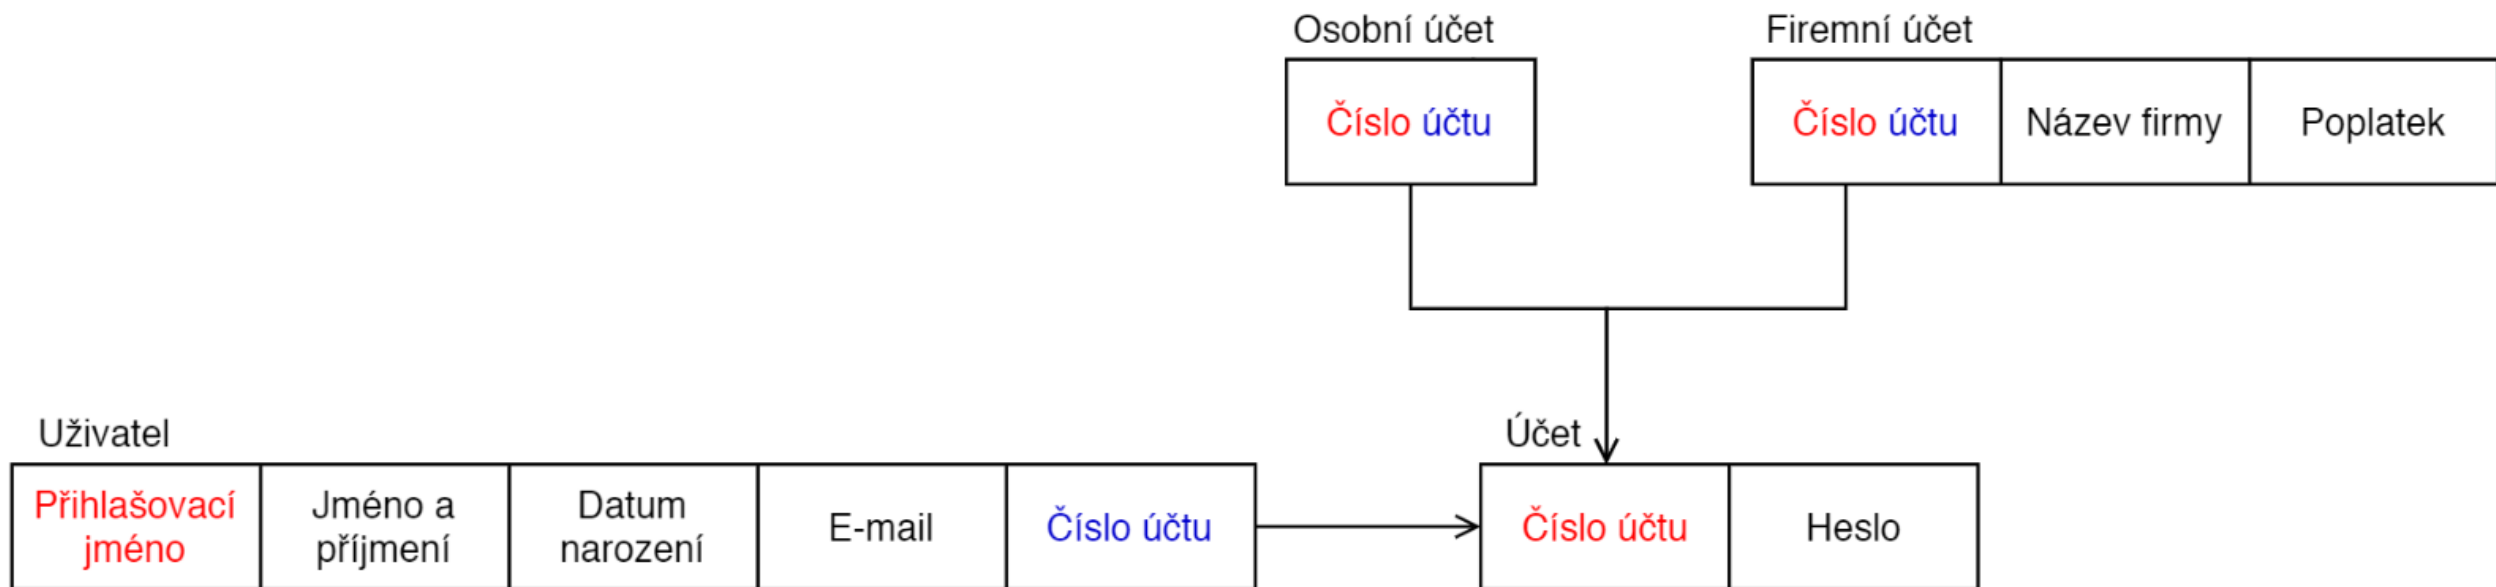 Osobní účet
Firemní účet
Číslo účtu
Číslo účtu
Název firmy
Poplatek
Uživatel
Účet
Přihlašovací
jméno
Jméno a
příjmení
Datum
narození
E-mail
Číslo účtu
Číslo účtu
Heslo